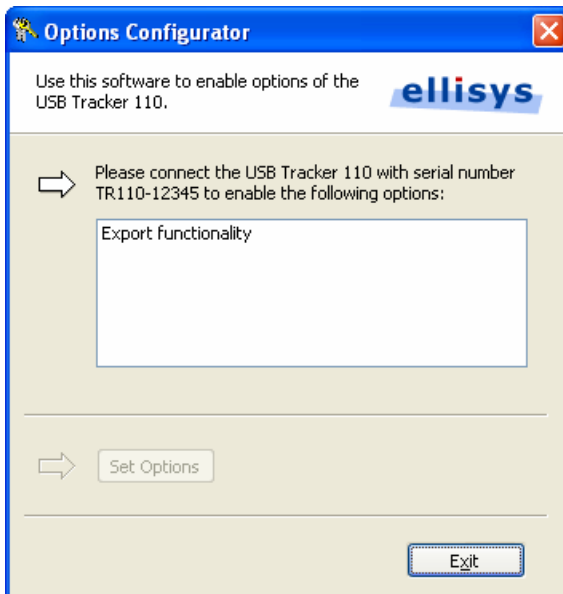 Options Configurator
Use this software to enable options of the
USB Tracker 110.
ellisys
Please connect the USB Tracker 110 with serial number
TR110-12345 to enable the following options:
Export functionality
Set Options
Exit